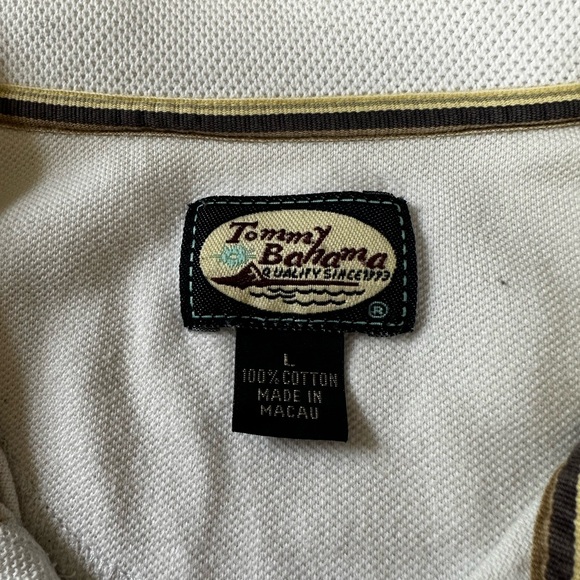 Tommy
Bahama
QUALITY SINCE 1993
®
L
100% COTTON
MADE IN
MACAU